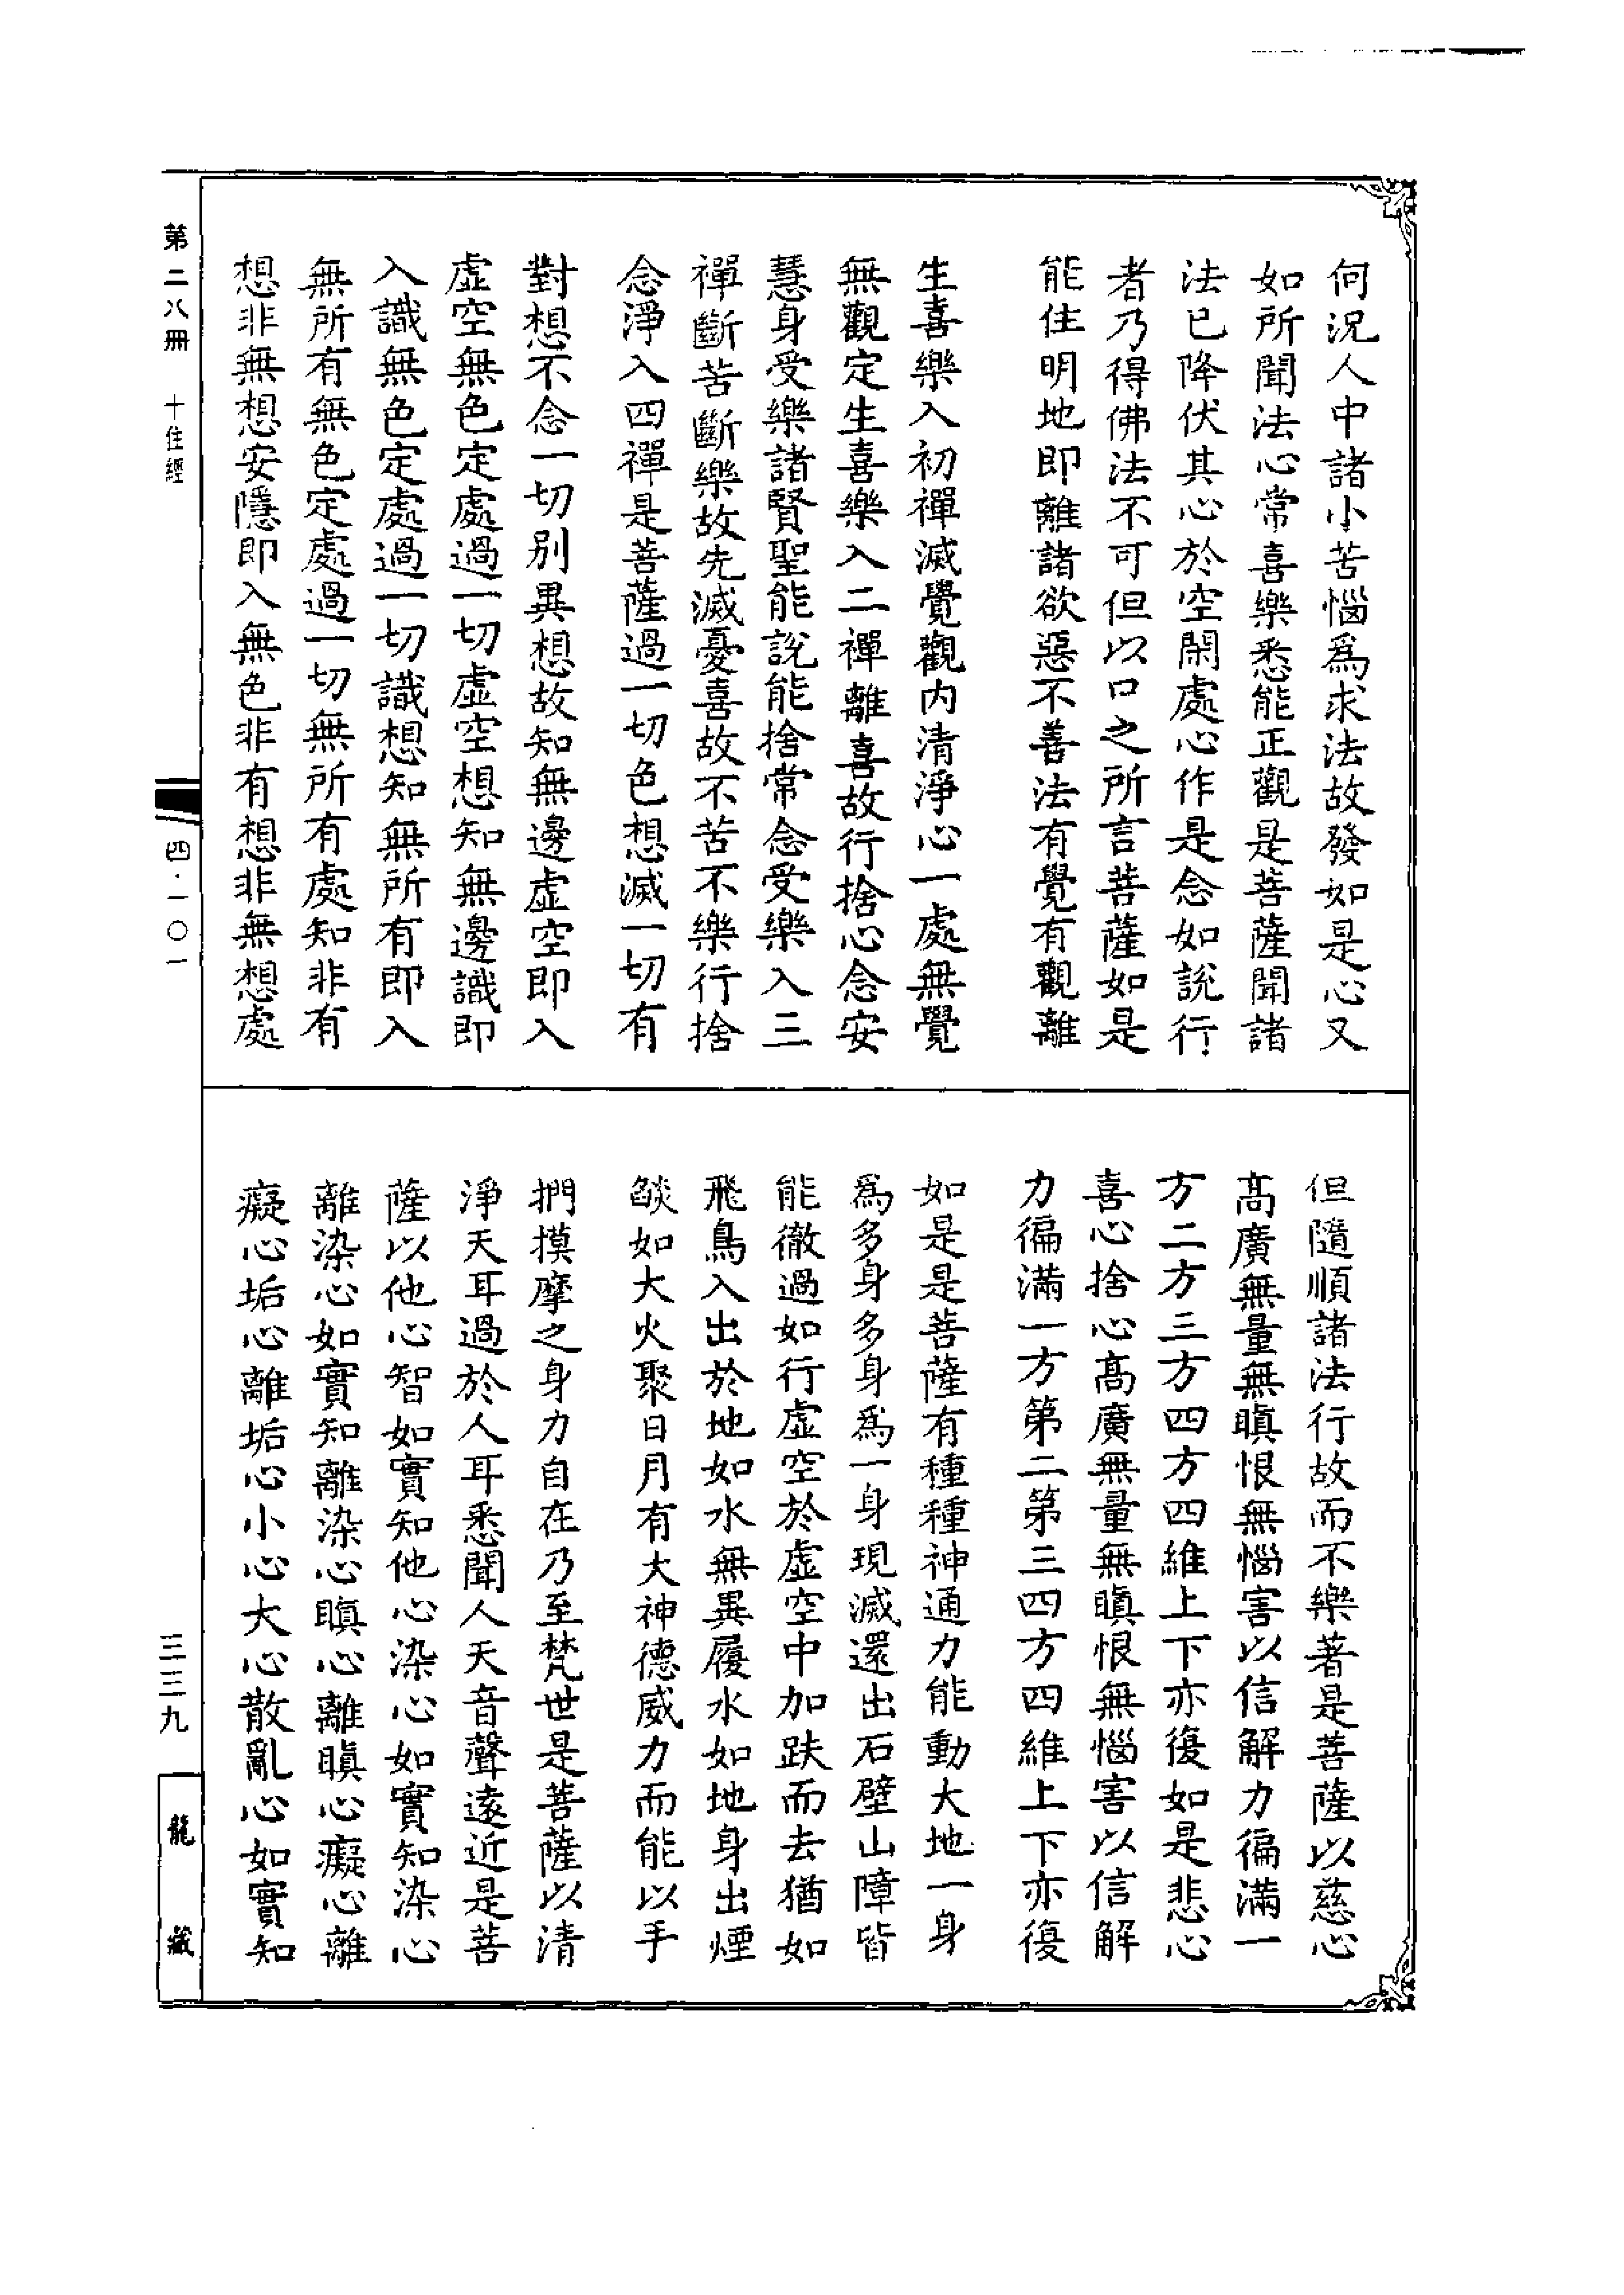 何況人中諸小苦惱爲求法故發如是心又
如所聞法心常喜樂悉能正觀是菩薩聞諸
法已降伏其心於空閑處心作是念如說行
者乃得佛法不可但以口之所言菩薩如是
能住明地即離諸欲惡不善法有覺有觀離
生喜樂入初禪滅覺觀内清淨心一處無覺
無觀定生喜樂入二禪離喜故行捨心念安
慧身受樂諸賢聖能說能捨常念受樂入三
禪斷苦斷樂故先滅憂喜故不苦不樂行捨
念淨入四禪是菩薩過一切色想滅一切有
對想不念一切别異想故知無邊虛空即入
虛空無色定處過一切虛空想知無邊識即
入識無色定處過一切識想知無所有即入
無所有無色定處過一切無所有處知非有
想非無想安隱即入無色非有想非無想處
但隨順諸法行故而不樂著是菩薩以慈心
髙廣無量無瞋恨無惱害以信解力徧滿一
方二方三方四方四維上下亦復如是悲心
喜心捨心髙廣無量無瞋恨無惱害以信解
力徧滿一方第二第三四方四維上下亦復
如是是菩薩有種種神通力能動大地一身
爲多身多身爲一身現滅還出石壁山障皆
能徹過如行虛空於虛空中加趺而去猶如
飛鳥入出於地如水無異履水如地身出煙
燄如大火聚日月有大神德威力而能以手
捫摸摩之身力自在乃至梵世是菩薩以清
淨天耳過於人耳悉聞人天音聲遠近是菩
薩以他心智如實知他心染心如實知染心
離染心如實知離染心瞋心離瞋心癡心離
癡心垢心離垢心小心大心散亂心如實知
第二八冊 十住經
四·一〇一
三三九
龍藏